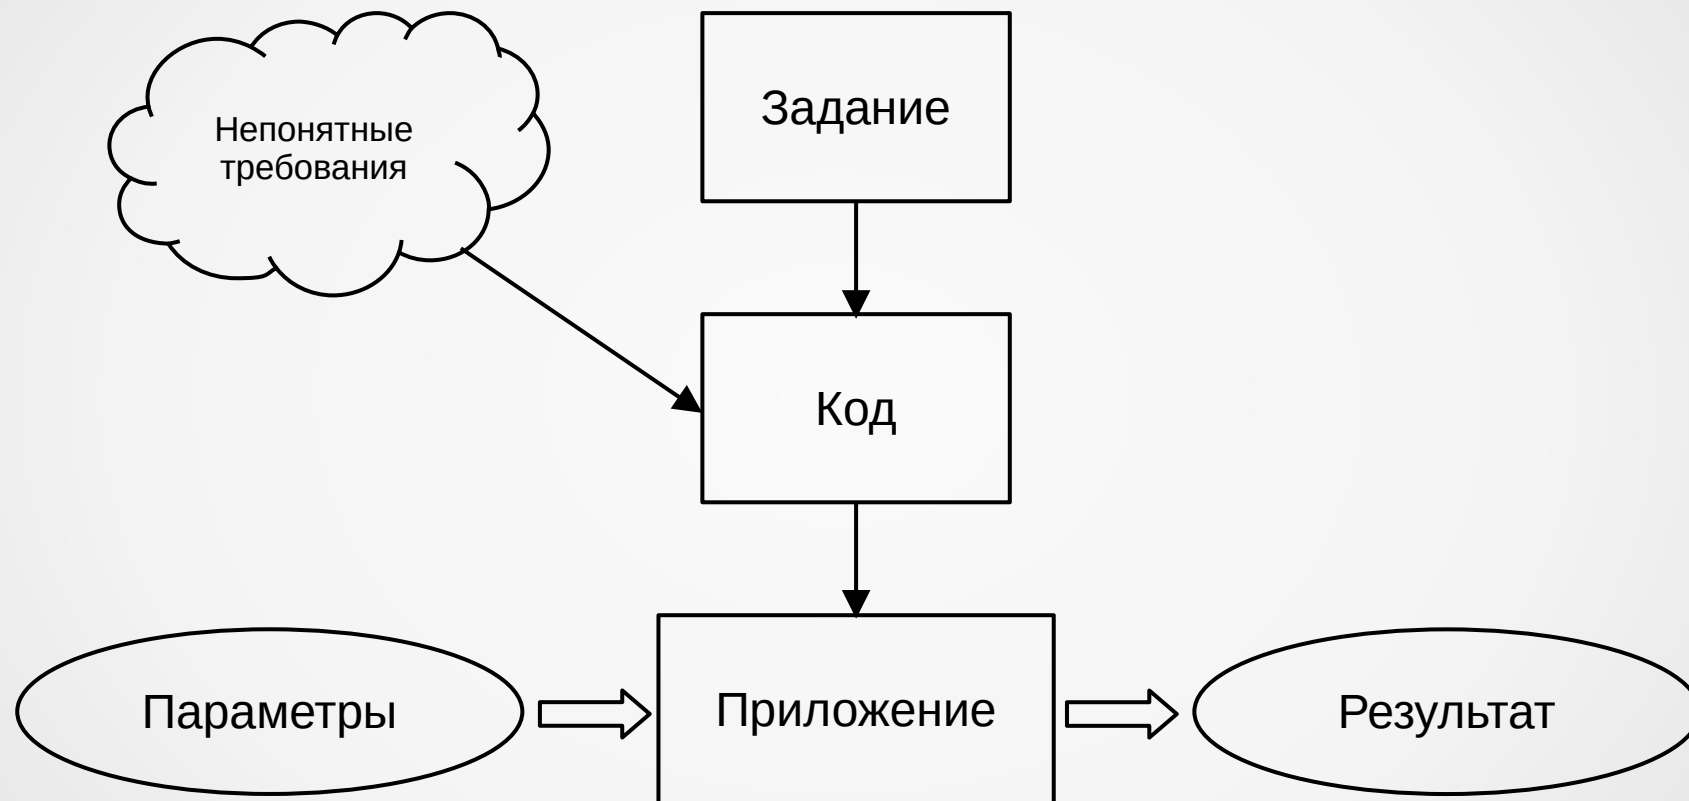 Непонятные
требования
Задание
Код
Параметры
Приложение
Результат